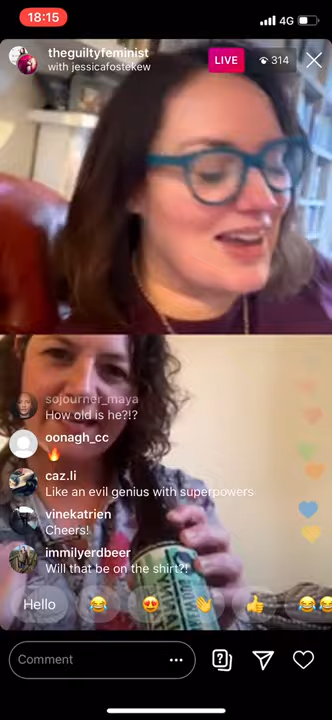 18:15
4G
theguiltyfeminist
with jessicafostekew
LIVE
314
sojourner_maya
How old is he?!?
oonagh_cc
🔥
caz.li
Like an evil genius with superpowers
vinekatrien
Cheers!
immilyerdbeer
Will that be on the shirt?!
Hello 😂 😍 👏 👍 😂😂
Comment